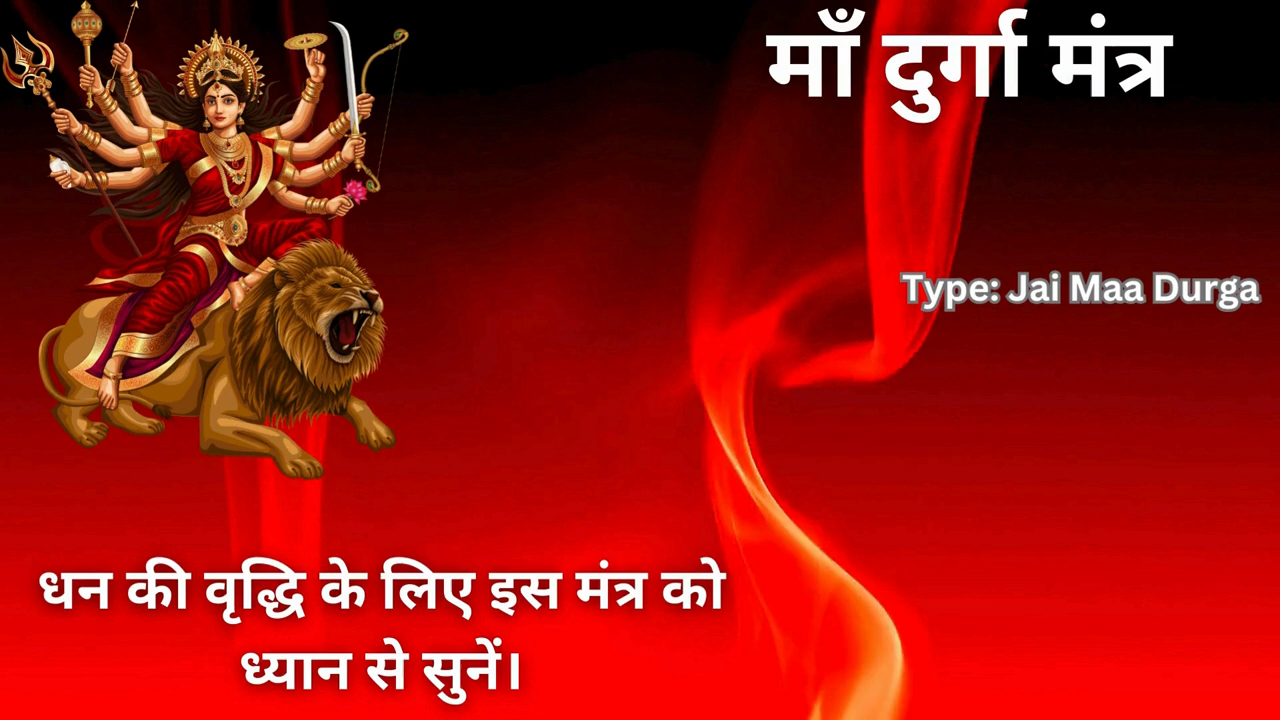 माँ दुर्गा मंत्र
Type: Jai Maa Durga
धन की वृद्धि के लिए इस मंत्र को
ध्यान से सुनें।